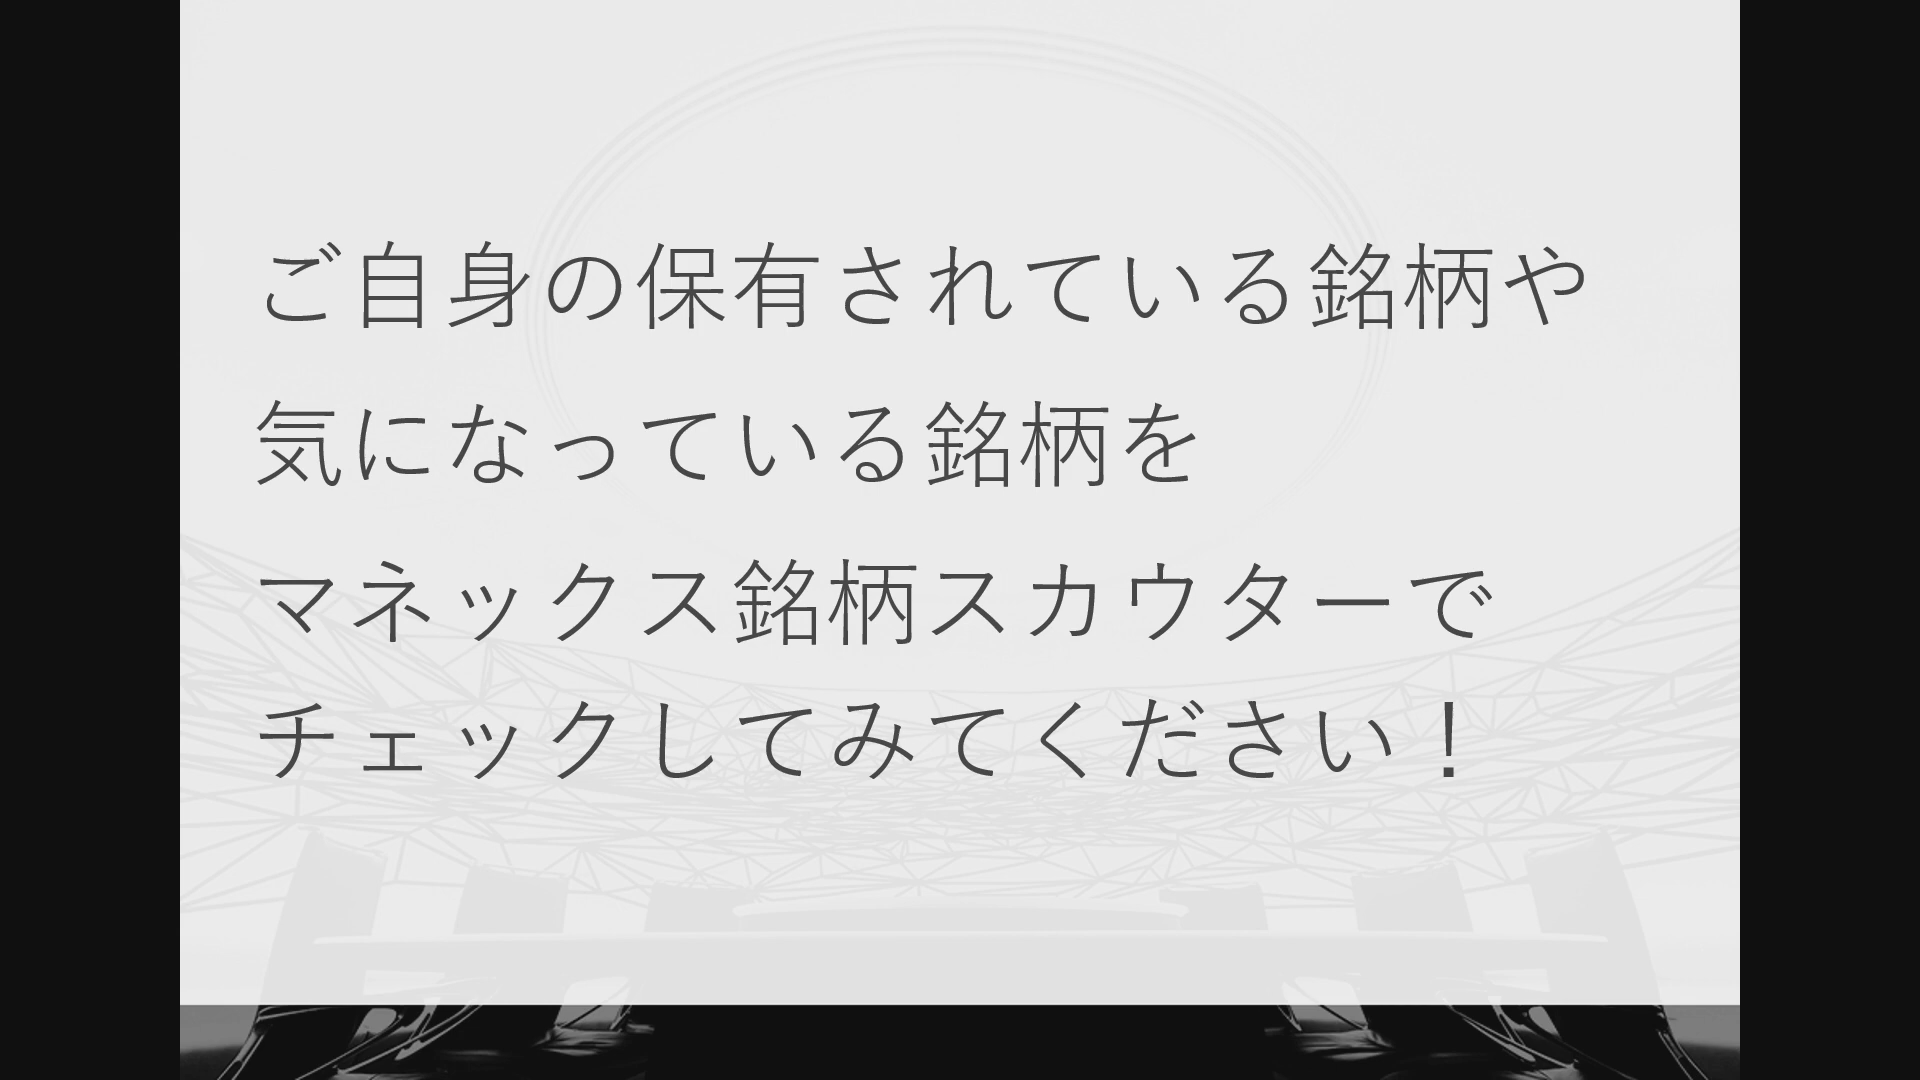 ご自身の保有されている銘柄や
気になっている銘柄を
マネックス銘柄スカウターで
チェックしてみてください！